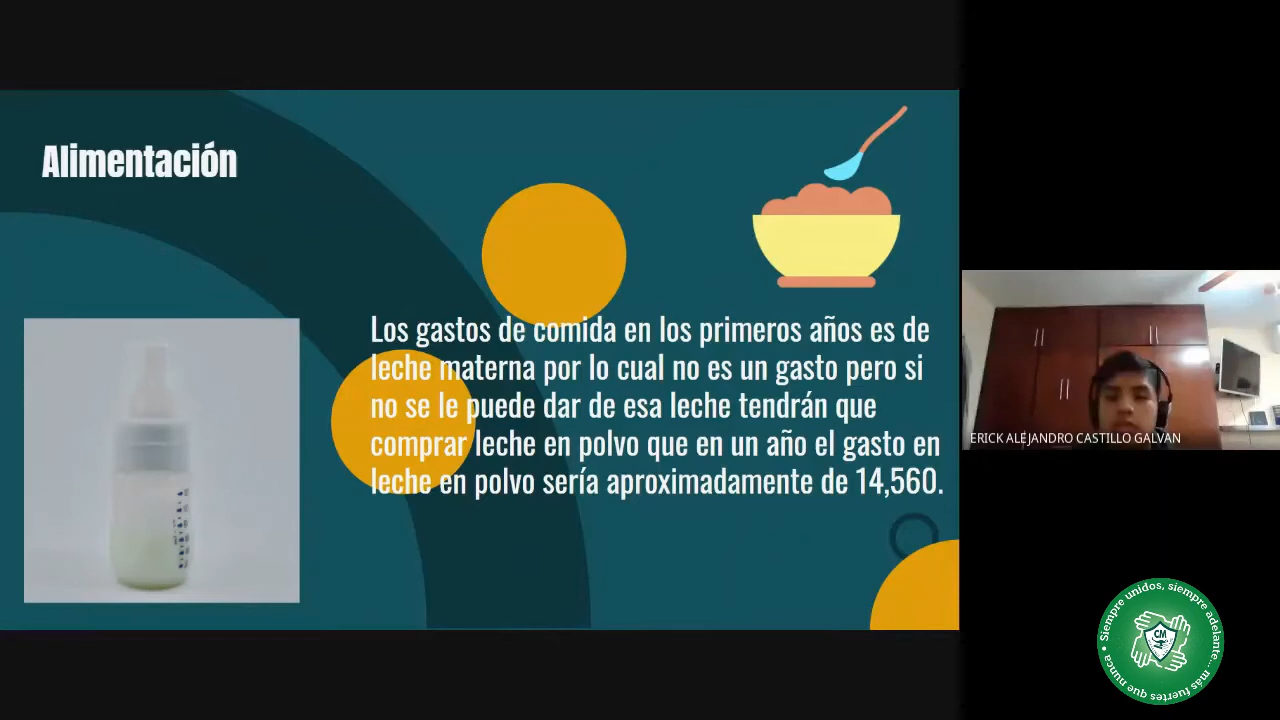 Alimentación
Los gastos de comida en los primeros años es de
leche materna por lo cual no es un gasto pero si
no se le puede dar de esa leche tendrán que
comprar leche en polvo que en un año el gasto en
leche en polvo sería aproximadamente de 14,560.
ERICK ALEJANDRO CASTILLO GALVAN
Siempre unidos, siempre adelante... más fuertes que nunca •
CM